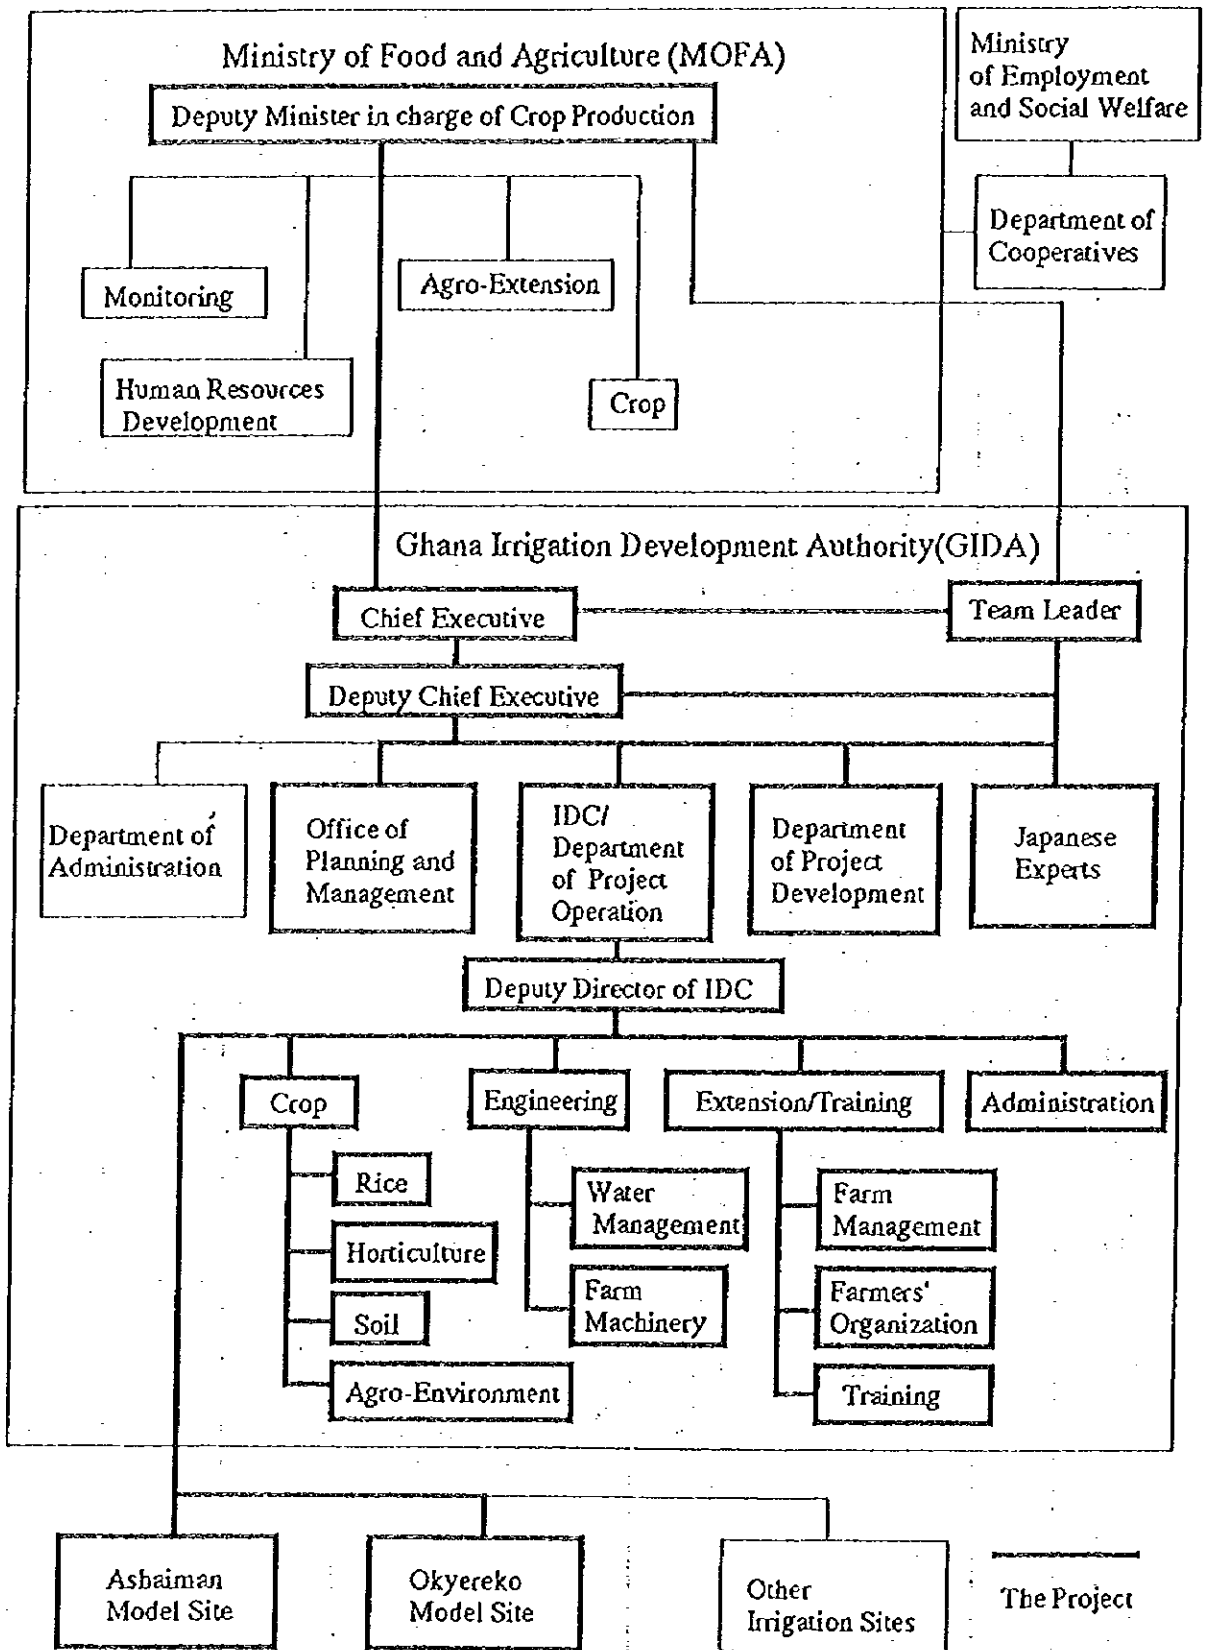 Ministry of Food and Agriculture (MOFA)
Deputy Minister in charge of Crop Production
Ministry
of Employment
and Social Welfare
Department of
Cooperatives
Monitoring
Agro-Extension
Human Resources
Development
Crop
Ghana Irrigation Development Authority(GIDA)
Chief Executive
Team Leader
Deputy Chief Executive
Department of
Administration
Office of
Planning and
Management
IDC/
Department
of Project
Operation
Department
of Project
Development
Japanese
Experts
Deputy Director of IDC
Crop
Engineering
Extension/Training
Administration
Rice
Horticulture
Soil
Agro-Environment
Water
Management
Farm
Machinery
Farm
Management
Farmers'
Organization
Training
Ashaiman
Model Site
Okyereko
Model Site
Other
Irrigation Sites
The Project